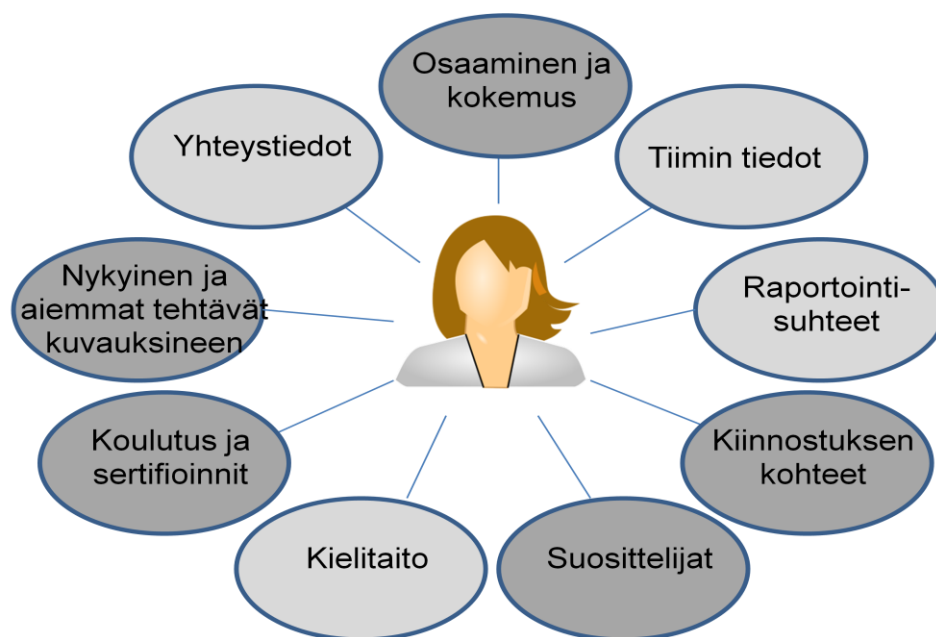 Osaaminen ja
kokemus
Yhteystiedot
Tiimin tiedot
Nykyinen ja
aiemmat tehtävät
kuvauksineen
Raportointi-
suhteet
Koulutus ja
sertifioinnit
Kiinnostuksen
kohteet
Kielitaito
Suosittelijat